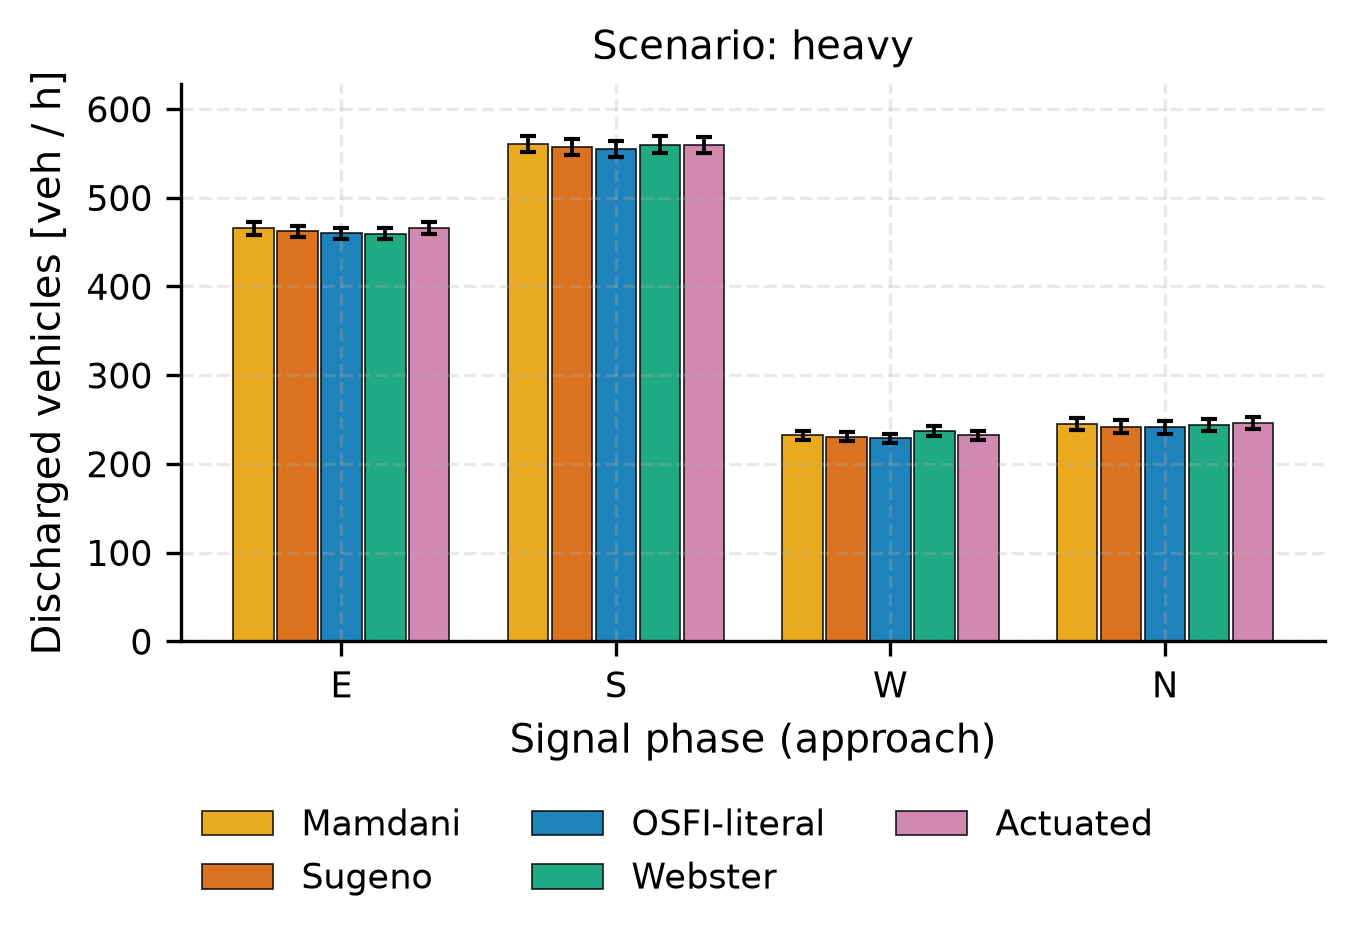 Scenario: heavy
Discharged vehicles [veh / h]
600
500
400
300
200
100
0
E S W N
Signal phase (approach)
Mamdani OSFI-literal Actuated
Sugeno Webster